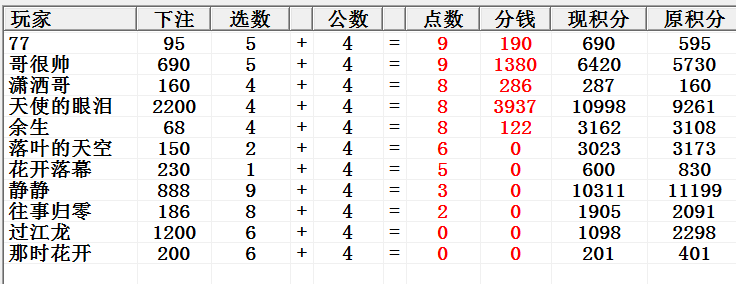 玩家 下注 选数 公数 点数 分钱 现积分 原积分
77 95 5 + 4 = 9 190 690 595
哥很帅 690 5 + 4 = 9 1380 6420 5730
潇洒哥 160 4 + 4 = 8 286 287 160
天使的眼泪 2200 4 + 4 = 8 3937 10998 9261
余生 68 4 + 4 = 8 122 3162 3108
落叶的天空 150 2 + 4 = 6 0 3023 3173
花开落幕 230 1 + 4 = 5 0 600 830
静静 888 9 + 4 = 3 0 10311 11199
往事归零 186 8 + 4 = 2 0 1905 2091
过江龙 1200 6 + 4 = 0 0 1098 2298
那时花开 200 6 + 4 = 0 0 201 401